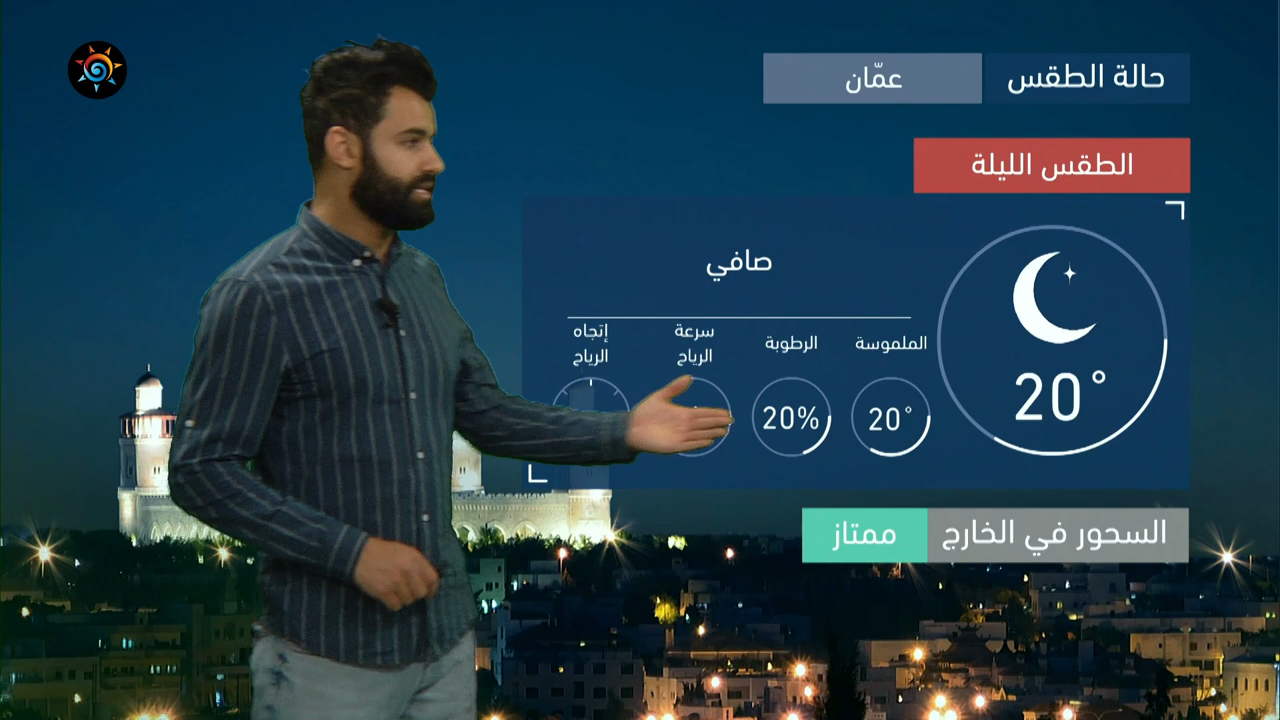 حالة الطقس
عمّان
الطقس الليلة
20°
صافي
الملموسة
20°
الرطوبة
20%
سرعة
الرياح
إتجاه
الرياح
السحور في الخارج
ممتاز